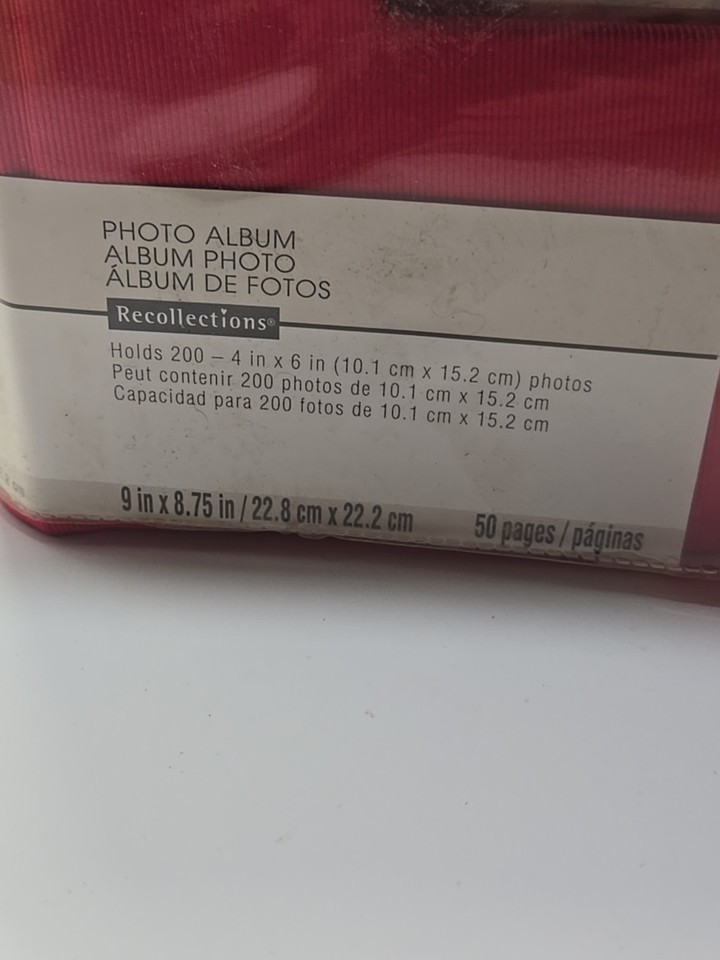 PHOTO ALBUM
ALBUM PHOTO
ÁLBUM DE FOTOS
Recollections®
Holds 200 – 4 in x 6 in (10.1 cm x 15.2 cm) photos
Peut contenir 200 photos de 10.1 cm x 15.2 cm
Capacidad para 200 fotos de 10.1 cm x 15.2 cm
9 in x 8.75 in / 22.8 cm x 22.2 cm
50 pages / páginas